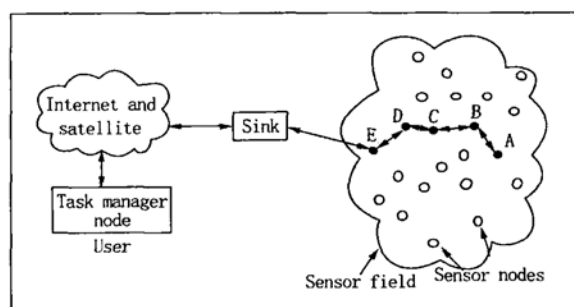 Internet and
satellite
Sink
Task manager
node
User
A
B
C
D
E
Sensor field
Sensor nodes